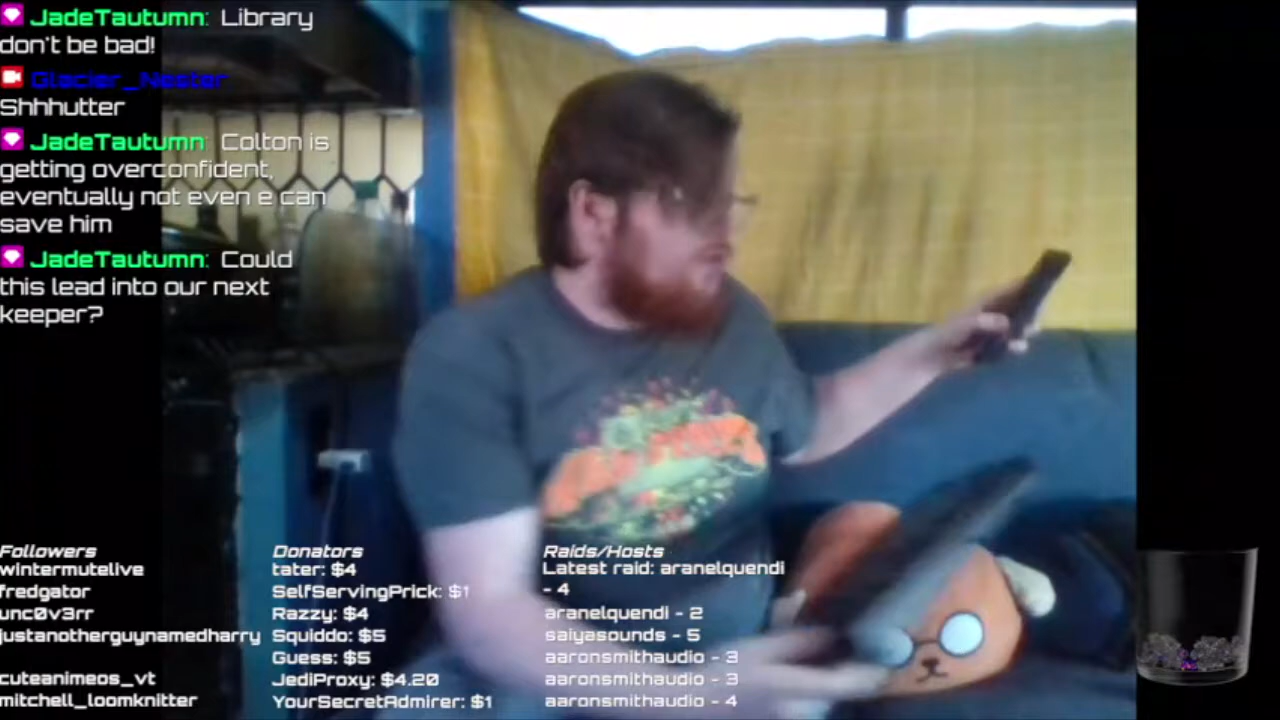 JadeTautumn: Library
don't be bad!
Glacier_Nester
Shhhutter
JadeTautumn: Colton is
getting overconfident,
eventually not even e can
save him
JadeTautumn: Could
this lead into our next
keeper?
Followers
wintermutelive
fredgator
unc0v3rr
justanotherguynamedharry
cuteanimeos_vt
mitchell_loomknitter
Donators
tater: $4
SelfServingPrick: $1
Razzy: $4
Squiddo: $5
Guess: $5
JediProxy: $4.20
YourSecretAdmirer: $1
Raids/Hosts
Latest raid: aranelquendi
- 4
aranelquendi - 2
saiyasounds - 5
aaronsmithaudio - 3
aaronsmithaudio - 3
aaronsmithaudio - 4